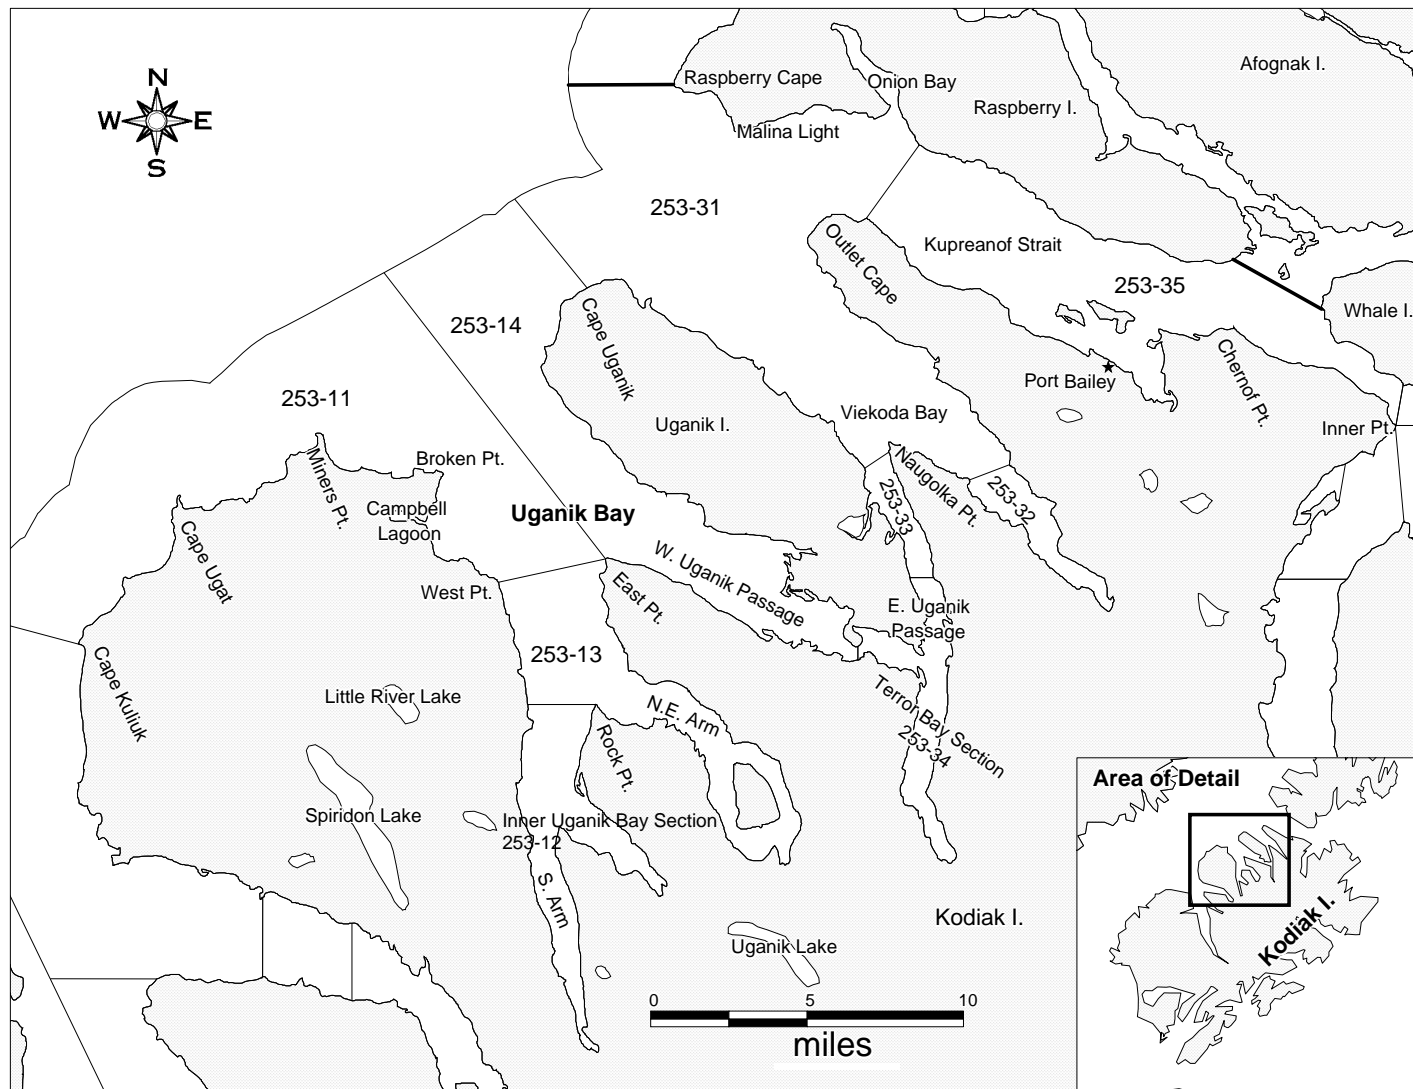 Raspberry Cape
Onion Bay
Afognak I.
Raspberry I.
Malina Light
N
W E
S
253-31
Outlet Cape
Kupreanof Strait
253-35
Whale I.
253-14
Cape Uganik
Chernof Pt.
Port Bailey
253-11
Uganik I.
Viekoda Bay
Inner Pt.
Broken Pt.
Miners Pt.
Naugolka Pt.
253-33
253-32
Campbell
Lagoon
Uganik Bay
Cape Ugat
W. Uganik Passage
West Pt.
East Pt.
E. Uganik
Passage
253-13
Cape Kuliuk
Little River Lake
N.E. Arm
Terror Bay Section
253-34
Rock Pt.
Area of Detail
Spiridon Lake
Inner Uganik Bay Section
253-12
S. Arm
Kodiak I.
Uganik Lake
Kodiak I.
0 5 10
miles